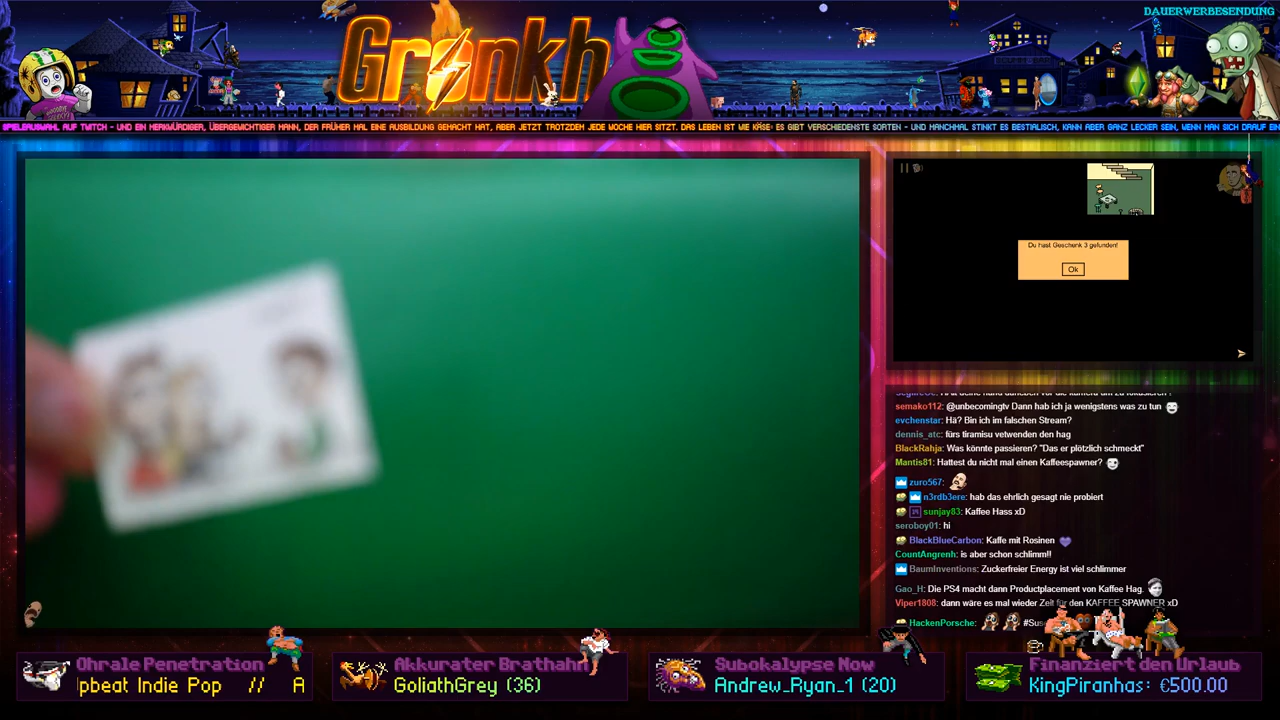 DAUERWERBESENDUNG
Gronkh
SPIELERAUSWAHL AUF TWITCH - UND EIN MERKWÜRDIGER, ÜBERGEWICHTIGER MANN, DER FRÜHER MAL EINE AUSBILDUNG GEMACHT HAT, ABER JETZT TROTZDEM JEDE WOCHE HIER SITZT. DAS LEBEN IST WIE KÄSE: ES GIBT VERSCHIEDENSTE SORTEN - UND MANCHMAL STINKT ES BESTIALISCH, KANN ABER GANZ LECKER SEIN, WENN MAN SICH DRAUF EIN
Du hast Geschenk 3 gefunden!
Ok
semako112: @unbecomingtv Dann hab ich ja wenigstens was zu tun
evchenstar: Hä? Bin ich im falschen Stream?
dennis_atc: fürs tiramisu vetwenden den hag
BlackRahja: Was könnte passieren? "Das er plötzlich schmeckt"
Mantis81: Hattest du nicht mal einen Kaffeespawner?
zuro567:
n3rdb3ere: hab das ehrlich gesagt nie probiert
sunjay83: Kaffee Hass xD
seroboy01: hi
BlackBlueCarbon: Kaffe mit Rosinen
CountAngrenh: is aber schon schlimm!!
BaumInventions: Zuckerfreier Energy ist viel schlimmer
Gao_H: Die PS4 macht dann Productplacement von Kaffee Hag.
Viper1808: dann wäre es mal wieder Zeit für den KAFFEE SPAWNER xD
HackenPorsche:
Ohrale Penetration
pbeat Indie Pop // A
Akkurater Brathahn
GoliathGrey (36)
Subokalypse Now
Andrew_Ryan_1 (20)
Finanziert den Urlaub
KingPiranhas: €500.00